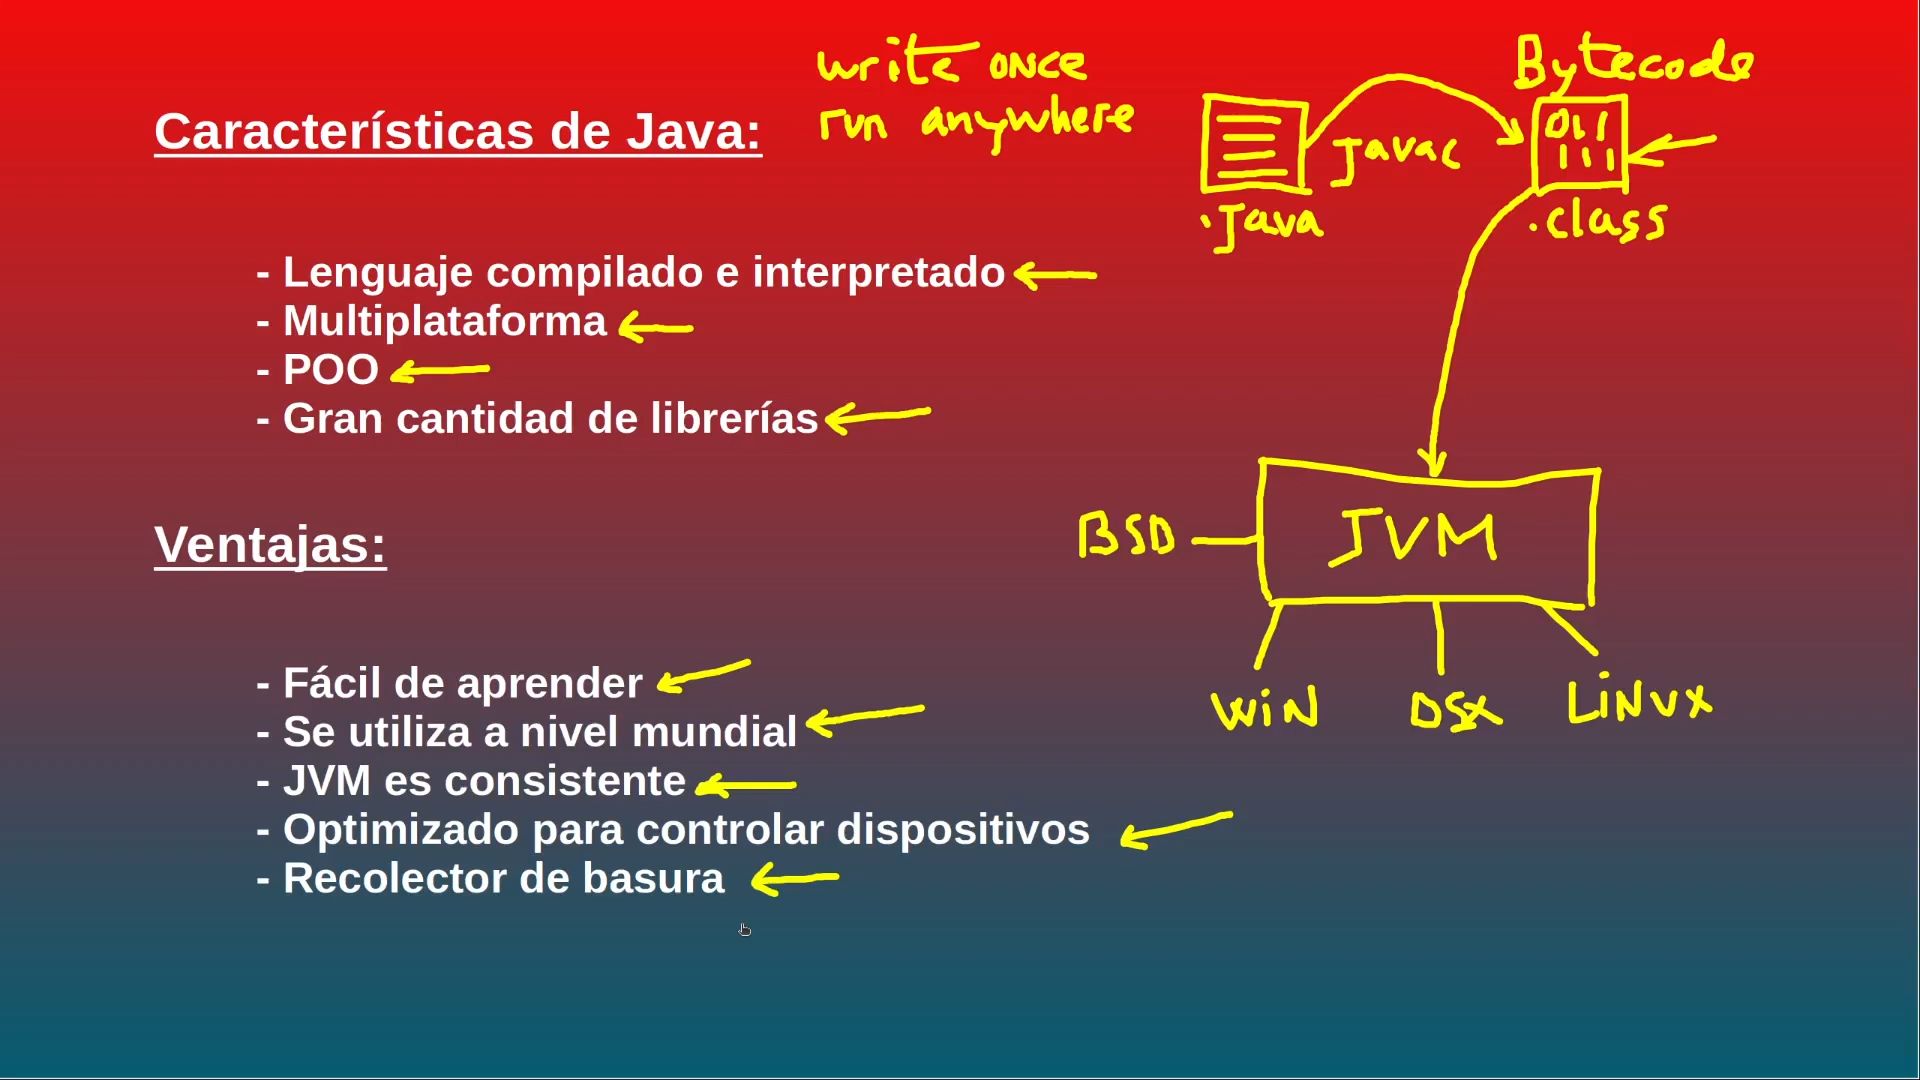 write once
run anywhere
Bytecode
Características de Java:
011
111
Javac
.Java
.class
- Lenguaje compilado e interpretado
- Multiplataforma
- POO
- Gran cantidad de librerías
BSD
JVM
Ventajas:
WiN
OSX
LiNUX
- Fácil de aprender
- Se utiliza a nivel mundial
- JVM es consistente
- Optimizado para controlar dispositivos
- Recolector de basura